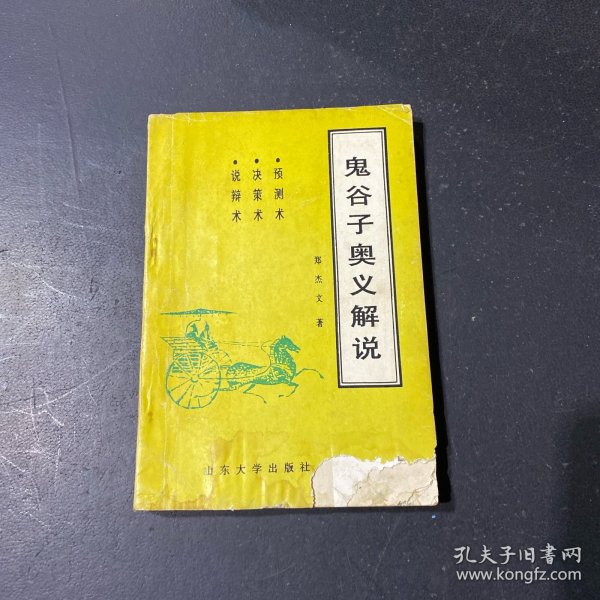 鬼谷子奥义解说
•预测术
•决策术
•说辩术
郑杰文 著
山东大学出版社
孔夫子旧书网
www.kongfz.com